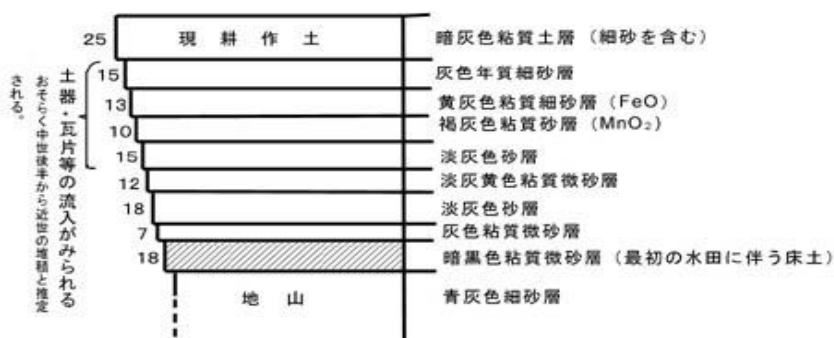 25 現耕作土 暗灰色粘質土層（細砂を含む）
15 灰色年質細砂層
13 黄灰色粘質細砂層（FeO）
10 褐灰色粘質砂層（MnO₂）
15 淡灰色砂層
12 淡灰黄色粘質微砂層
18 淡灰色砂層
7 灰色粘質微砂層
18 暗黒色粘質微砂層（最初の水田に伴う床土）
地山 青灰色細砂層
土器・瓦片等の流入がみられる
おそらく中世後半から近世の堆積と推定
される。